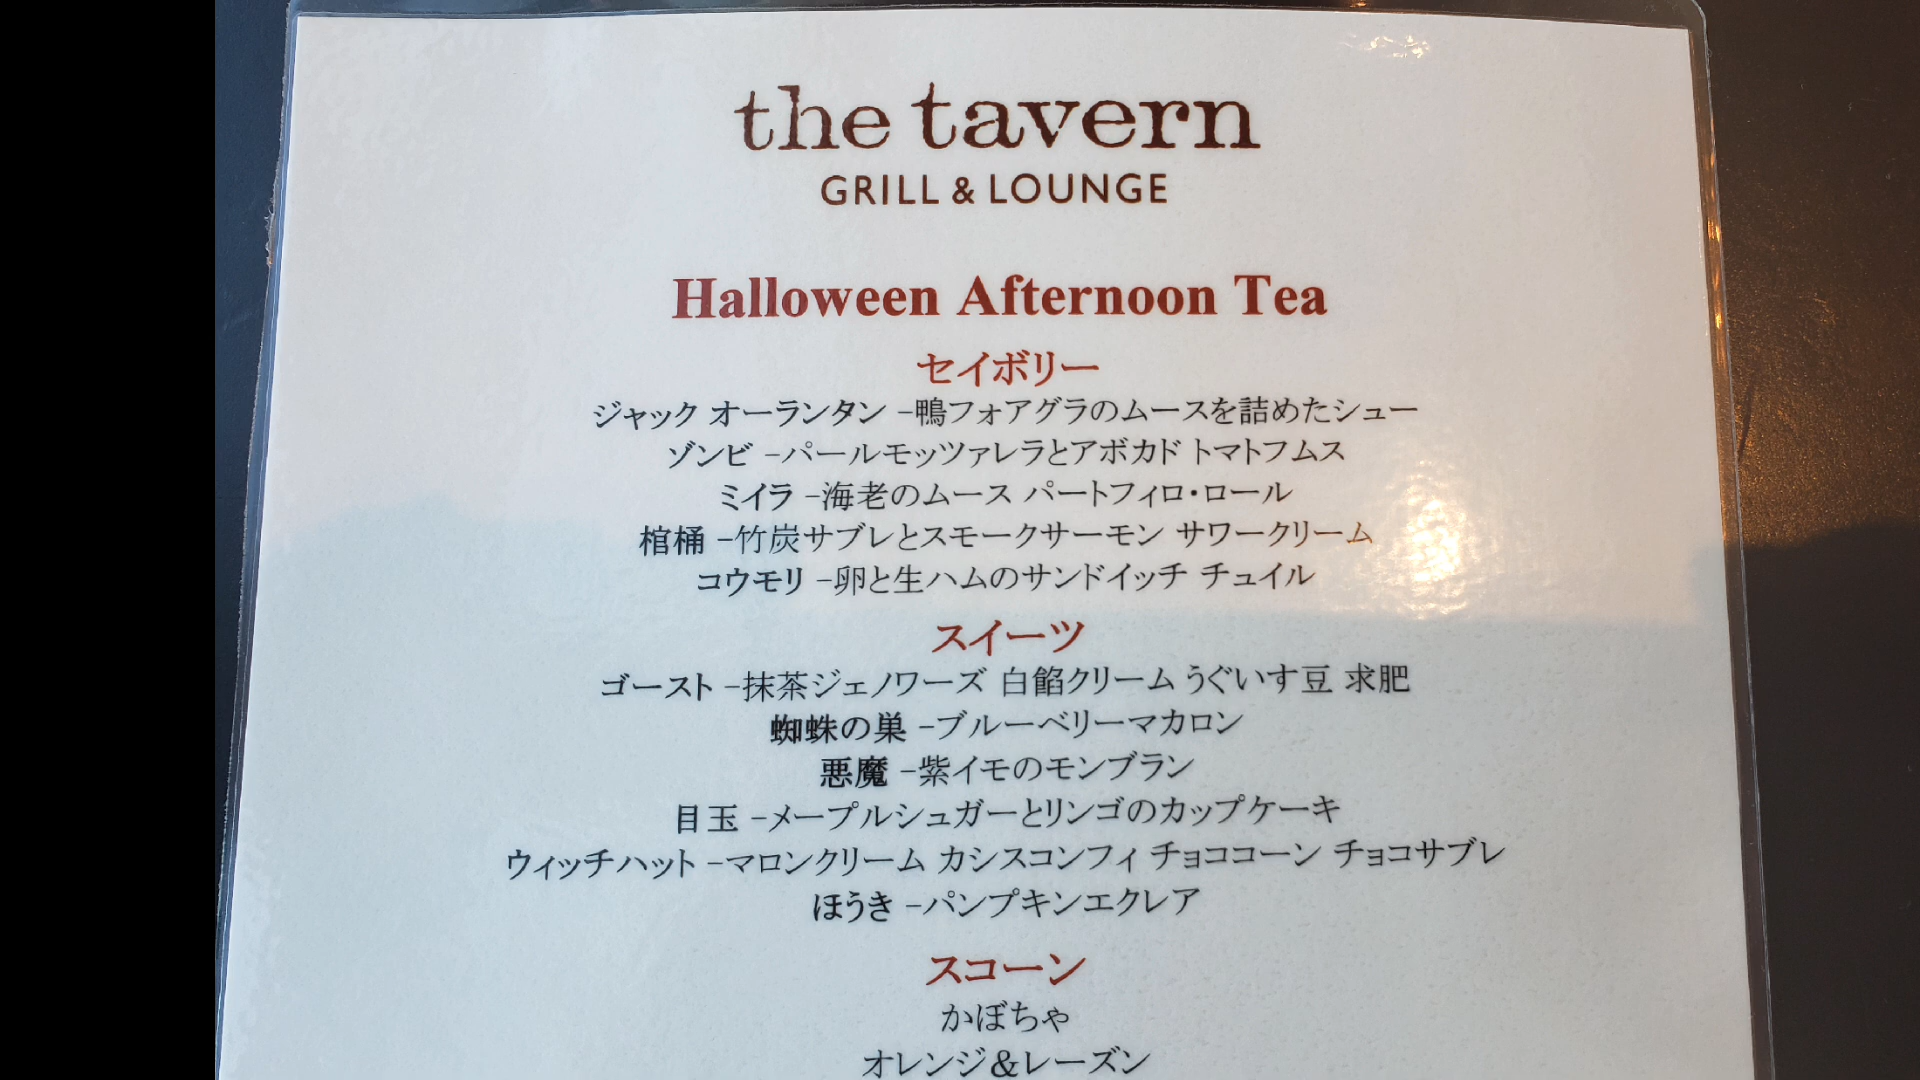 the tavern
GRILL & LOUNGE
Halloween Afternoon Tea
セイボリー
ジャック オーランタン -鴨フォアグラのムースを詰めたシュー
ゾンビ -パールモッツァレラとアボカド トマトフムス
ミイラ -海老のムース パートフィロ・ロール
棺桶 -竹炭サブレとスモークサーモン サワークリーム
コウモリ -卵と生ハムのサンドイッチ チュイル
スイーツ
ゴースト -抹茶ジェノワーズ 白餡クリーム うぐいす豆 求肥
蜘蛛の巣 -ブルーベリーマカロン
悪魔 -紫イモのモンブラン
目玉 -メープルシュガーとリンゴのカップケーキ
ウィッチハット -マロンクリーム カシスコンフィ チョココーン チョコサブレ
ほうき -パンプキンエクレア
スコーン
かぼちゃ
オレンジ&レーズン